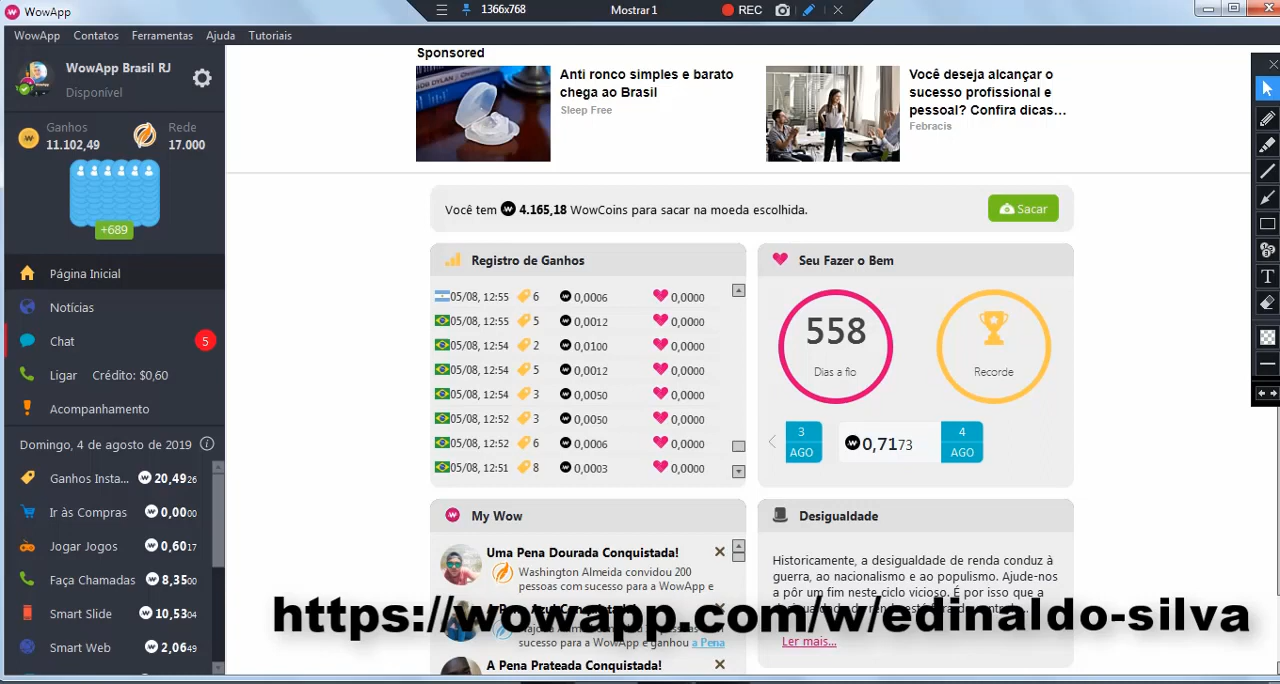 WowApp
1366x768
Mostrar1
REC
WowApp Contatos Ferramentas Ajuda Tutoriais
WowApp Brasil RJ
Disponível
Ganhos
11.102,49
Rede
17.000
+689
Página Inicial
Notícias
Chat
5
Ligar Crédito: $0,60
Acompanhamento
Domingo, 4 de agosto de 2019
Ganhos Insta... 20,4926
Ir às Compras 0,0000
Jogar Jogos 0,6017
Faça Chamadas 8,3500
Smart Slide 10,5304
Smart Web 2,0649
Sponsored
Anti ronco simples e barato
chega ao Brasil
Sleep Free
Você deseja alcançar o
sucesso profissional e
pessoal? Confira dicas...
Febracis
Você tem 4.165,18 WowCoins para sacar na moeda escolhida.
Sacar
Registro de Ganhos
05/08, 12:55 6 0,0006 0,0000
05/08, 12:55 5 0,0012 0,0000
05/08, 12:54 2 0,0100 0,0000
05/08, 12:54 5 0,0012 0,0000
05/08, 12:54 3 0,0050 0,0000
05/08, 12:52 3 0,0050 0,0000
05/08, 12:52 6 0,0006 0,0000
05/08, 12:51 8 0,0003 0,0000
Seu Fazer o Bem
558
Dias a fio
Recorde
3
AGO
0,7173
4
AGO
My Wow
Uma Pena Dourada Conquistada!
Washington Almeida convidou 200
pessoas com sucesso para a WowApp e
sucesso para a WowApp e ganhou a Pena
A Pena Prateada Conquistada!
Desigualdade
Historicamente, a desigualdade de renda conduz à
guerra, ao nacionalismo e ao populismo. Ajude-nos
a pôr um fim neste ciclo vicioso. É por isso que a
Ler mais...
https://wowapp.com/w/edinaldo-silva